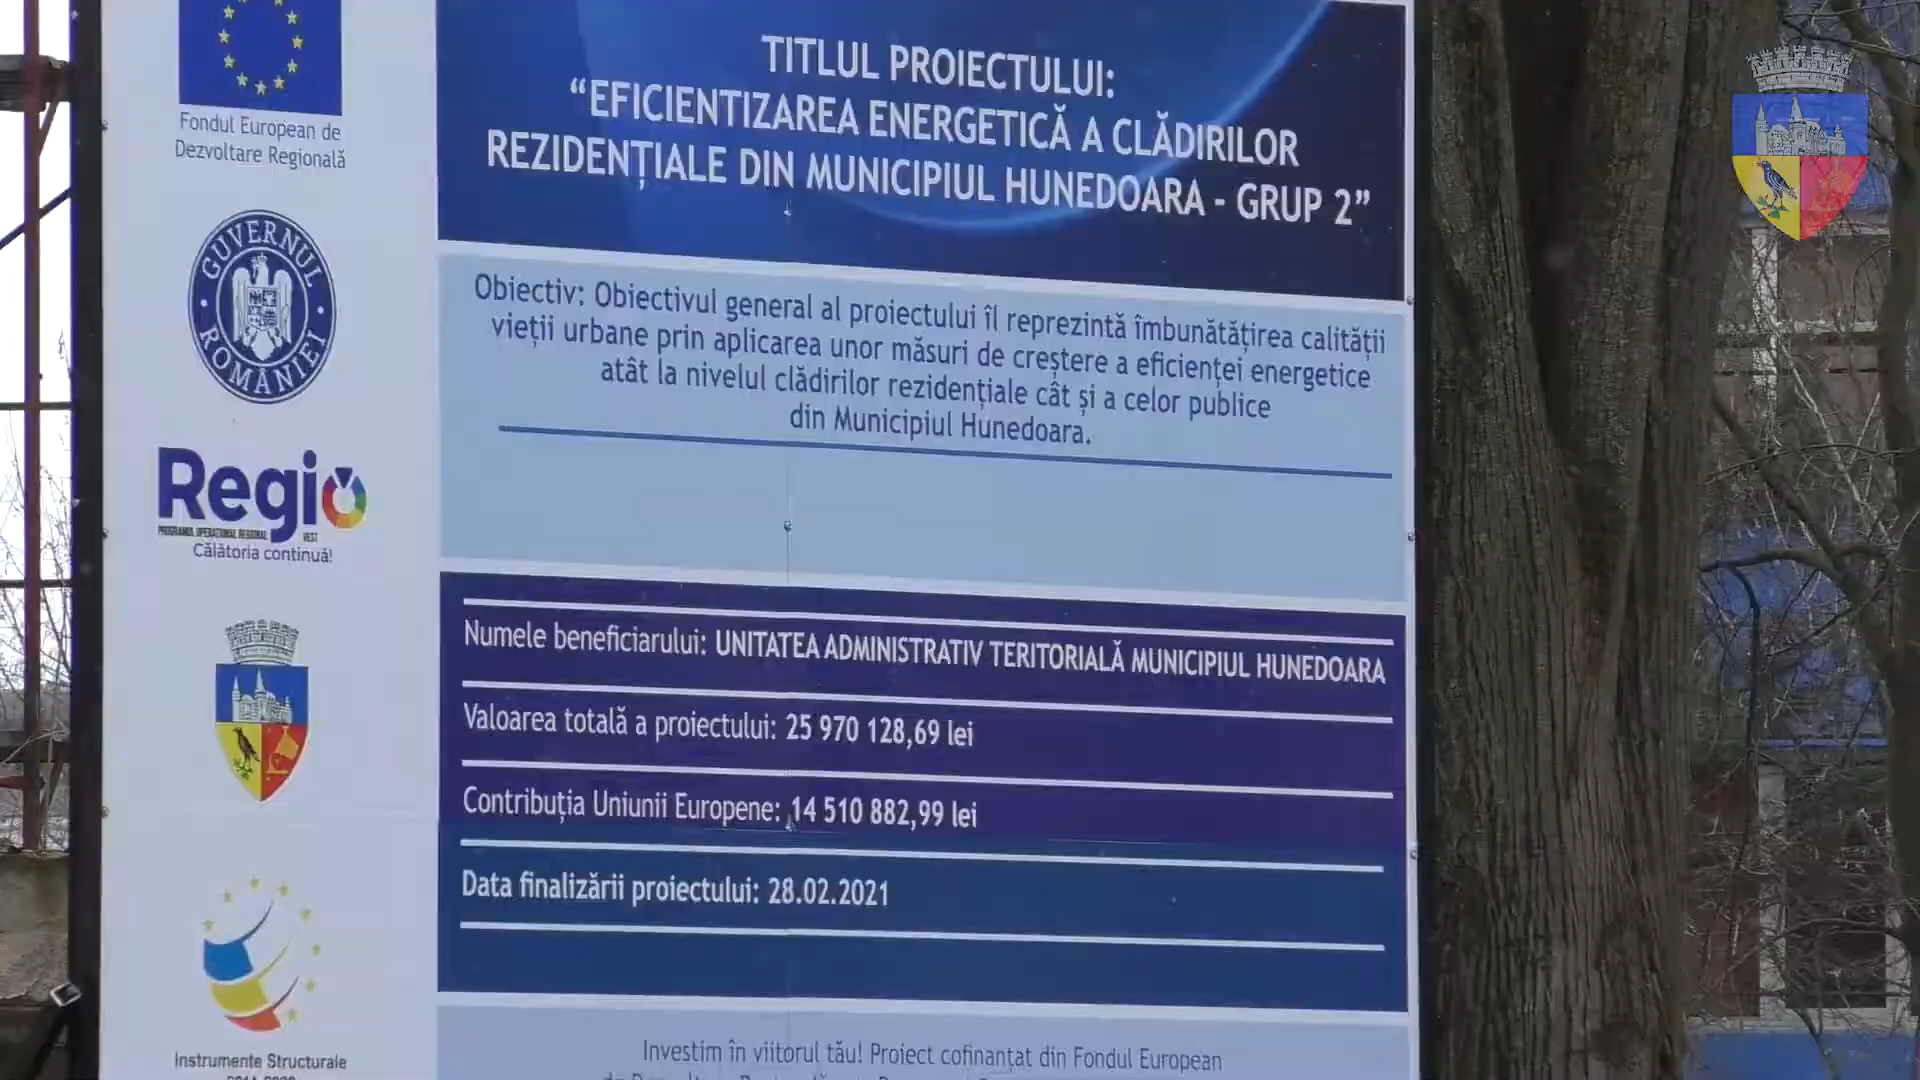 Fondul European de
Dezvoltare Regională
GUVERNUL
ROMÂNIEI
Regio
PROGRAMUL OPERAȚIONAL REGIONAL
VEST
Călătoria continuă!
Instrumente Structurale
TITLUL PROIECTULUI:
“EFICIENTIZAREA ENERGETICĂ A CLĂDIRILOR
REZIDENȚIALE DIN MUNICIPIUL HUNEDOARA - GRUP 2”
Obiectiv: Obiectivul general al proiectului îl reprezintă îmbunătățirea calității
vieții urbane prin aplicarea unor măsuri de creștere a eficienței energetice
atât la nivelul clădirilor rezidențiale cât și a celor publice
din Municipiul Hunedoara.
Numele beneficiarului: UNITATEA ADMINISTRATIV TERITORIALĂ MUNICIPIUL HUNEDOARA
Valoarea totală a proiectului: 25 970 128,69 lei
Contribuția Uniunii Europene: 14 510 882,99 lei
Data finalizării proiectului: 28.02.2021
Investim în viitorul tău! Proiect cofinanțat din Fondul European